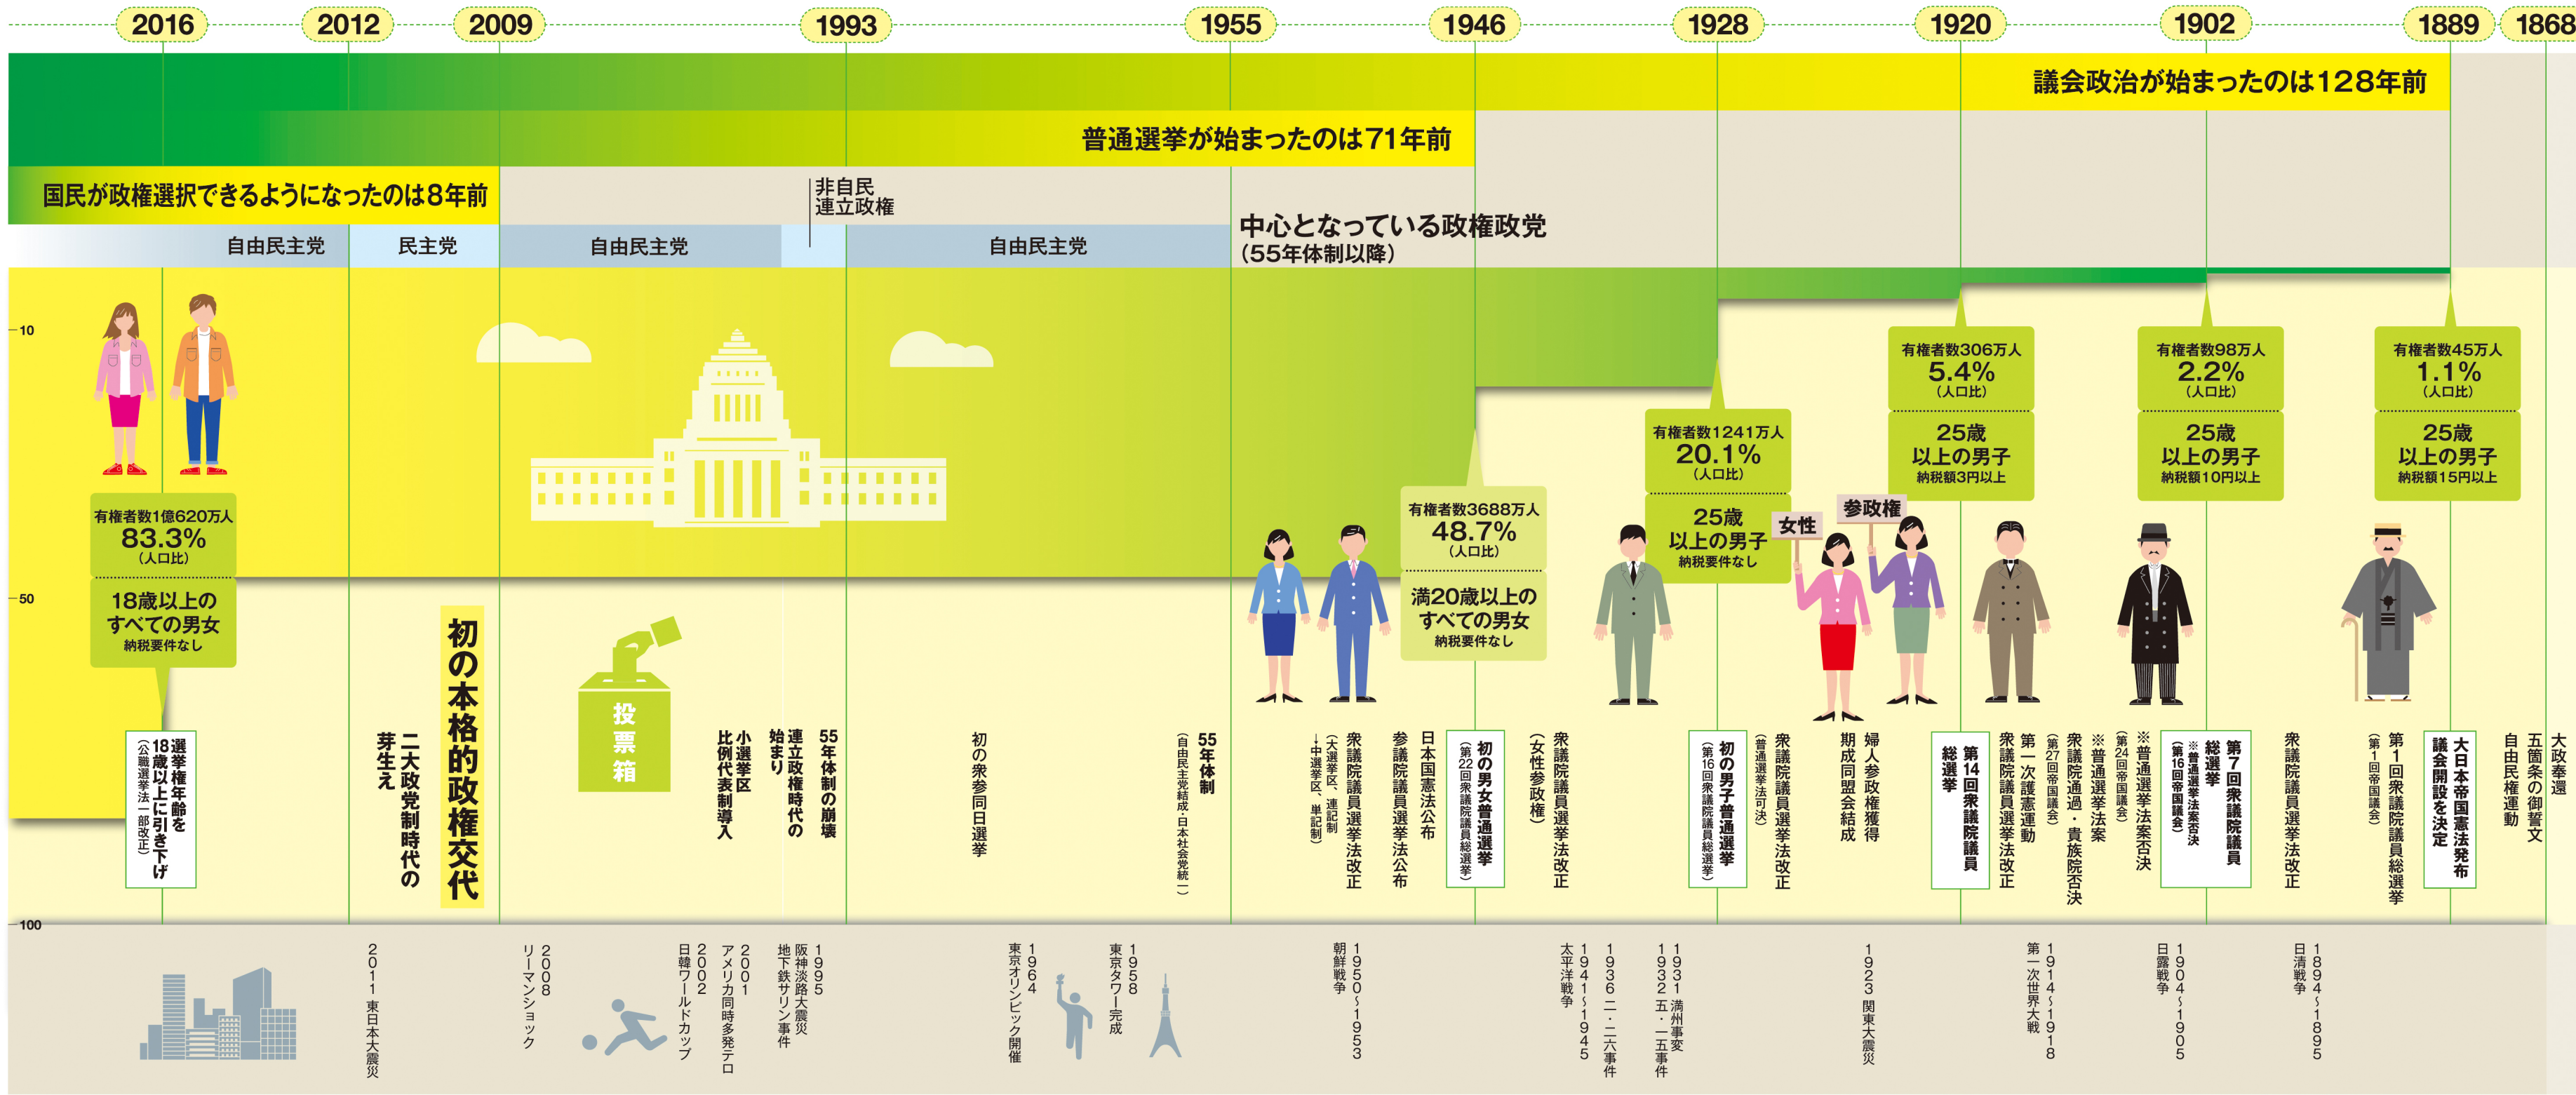 2016
2012
2009
1993
1955
1946
1928
1920
1902
1889
1868
議会政治が始まったのは128年前
普通選挙が始まったのは71年前
国民が政権選択できるようになったのは8年前
非自民
連立政権
中心となっている政権政党
（55年体制以降）
自由民主党
民主党
自由民主党
自由民主党
10
50
100
有権者数1億620万人
83.3%
（人口比）
18歳以上の
すべての男女
納税要件なし
有権者数3688万人
48.7%
（人口比）
満20歳以上の
すべての男女
納税要件なし
有権者数1241万人
20.1%
（人口比）
25歳
以上の男子
納税要件なし
女性
参政権
有権者数306万人
5.4%
（人口比）
25歳
以上の男子
納税額3円以上
有権者数98万人
2.2%
（人口比）
25歳
以上の男子
納税額10円以上
有権者数45万人
1.1%
（人口比）
25歳
以上の男子
納税額15円以上
投票箱
大政奉還
五箇条の御誓文
自由民権運動
大日本帝国憲法発布
議会開設を決定
第1回衆議院議員総選挙
（第1回帝国議会）
衆議院議員選挙法改正
第7回衆議院議員
総選挙
※普通選挙法案否決
（第16回帝国議会）
※普通選挙法案否決
（第24回帝国議会）
※普通選挙法案
衆議院通過・貴族院否決
（第27回帝国議会）
第一次護憲運動
衆議院議員選挙法改正
第14回衆議院議員
総選挙
婦人参政権獲得
期成同盟会結成
衆議院議員選挙法改正
（普通選挙法可決）
初の男子普通選挙
（第16回衆議院議員総選挙）
衆議院議員選挙法改正
（女性参政権）
初の男女普通選挙
（第22回衆議院議員総選挙）
日本国憲法公布
参議院議員選挙法公布
衆議院議員選挙法改正
（大選挙区、連記制
→中選挙区、単記制）
55年体制
（自由民主党結成・日本社会党統一）
初の衆参同日選挙
55年体制の崩壊
連立政権時代の
始まり
小選挙区
比例代表制導入
初の本格的政権交代
二大政党制時代の
芽生え
選挙権年齢を
18歳以上に引き下げ
（公職選挙法一部改正）
1894～1895
日清戦争
1904～1905
日露戦争
1914～1918
第一次世界大戦
1923 関東大震災
1931 満州事変
1932 五・一五事件
1936 二・二六事件
1941～1945
太平洋戦争
1950～1953
朝鮮戦争
1958
東京タワー完成
1964
東京オリンピック開催
1995
阪神淡路大震災
地下鉄サリン事件
2001
アメリカ同時多発テロ
2002
日韓ワールドカップ
2008
リーマンショック
2011 東日本大震災